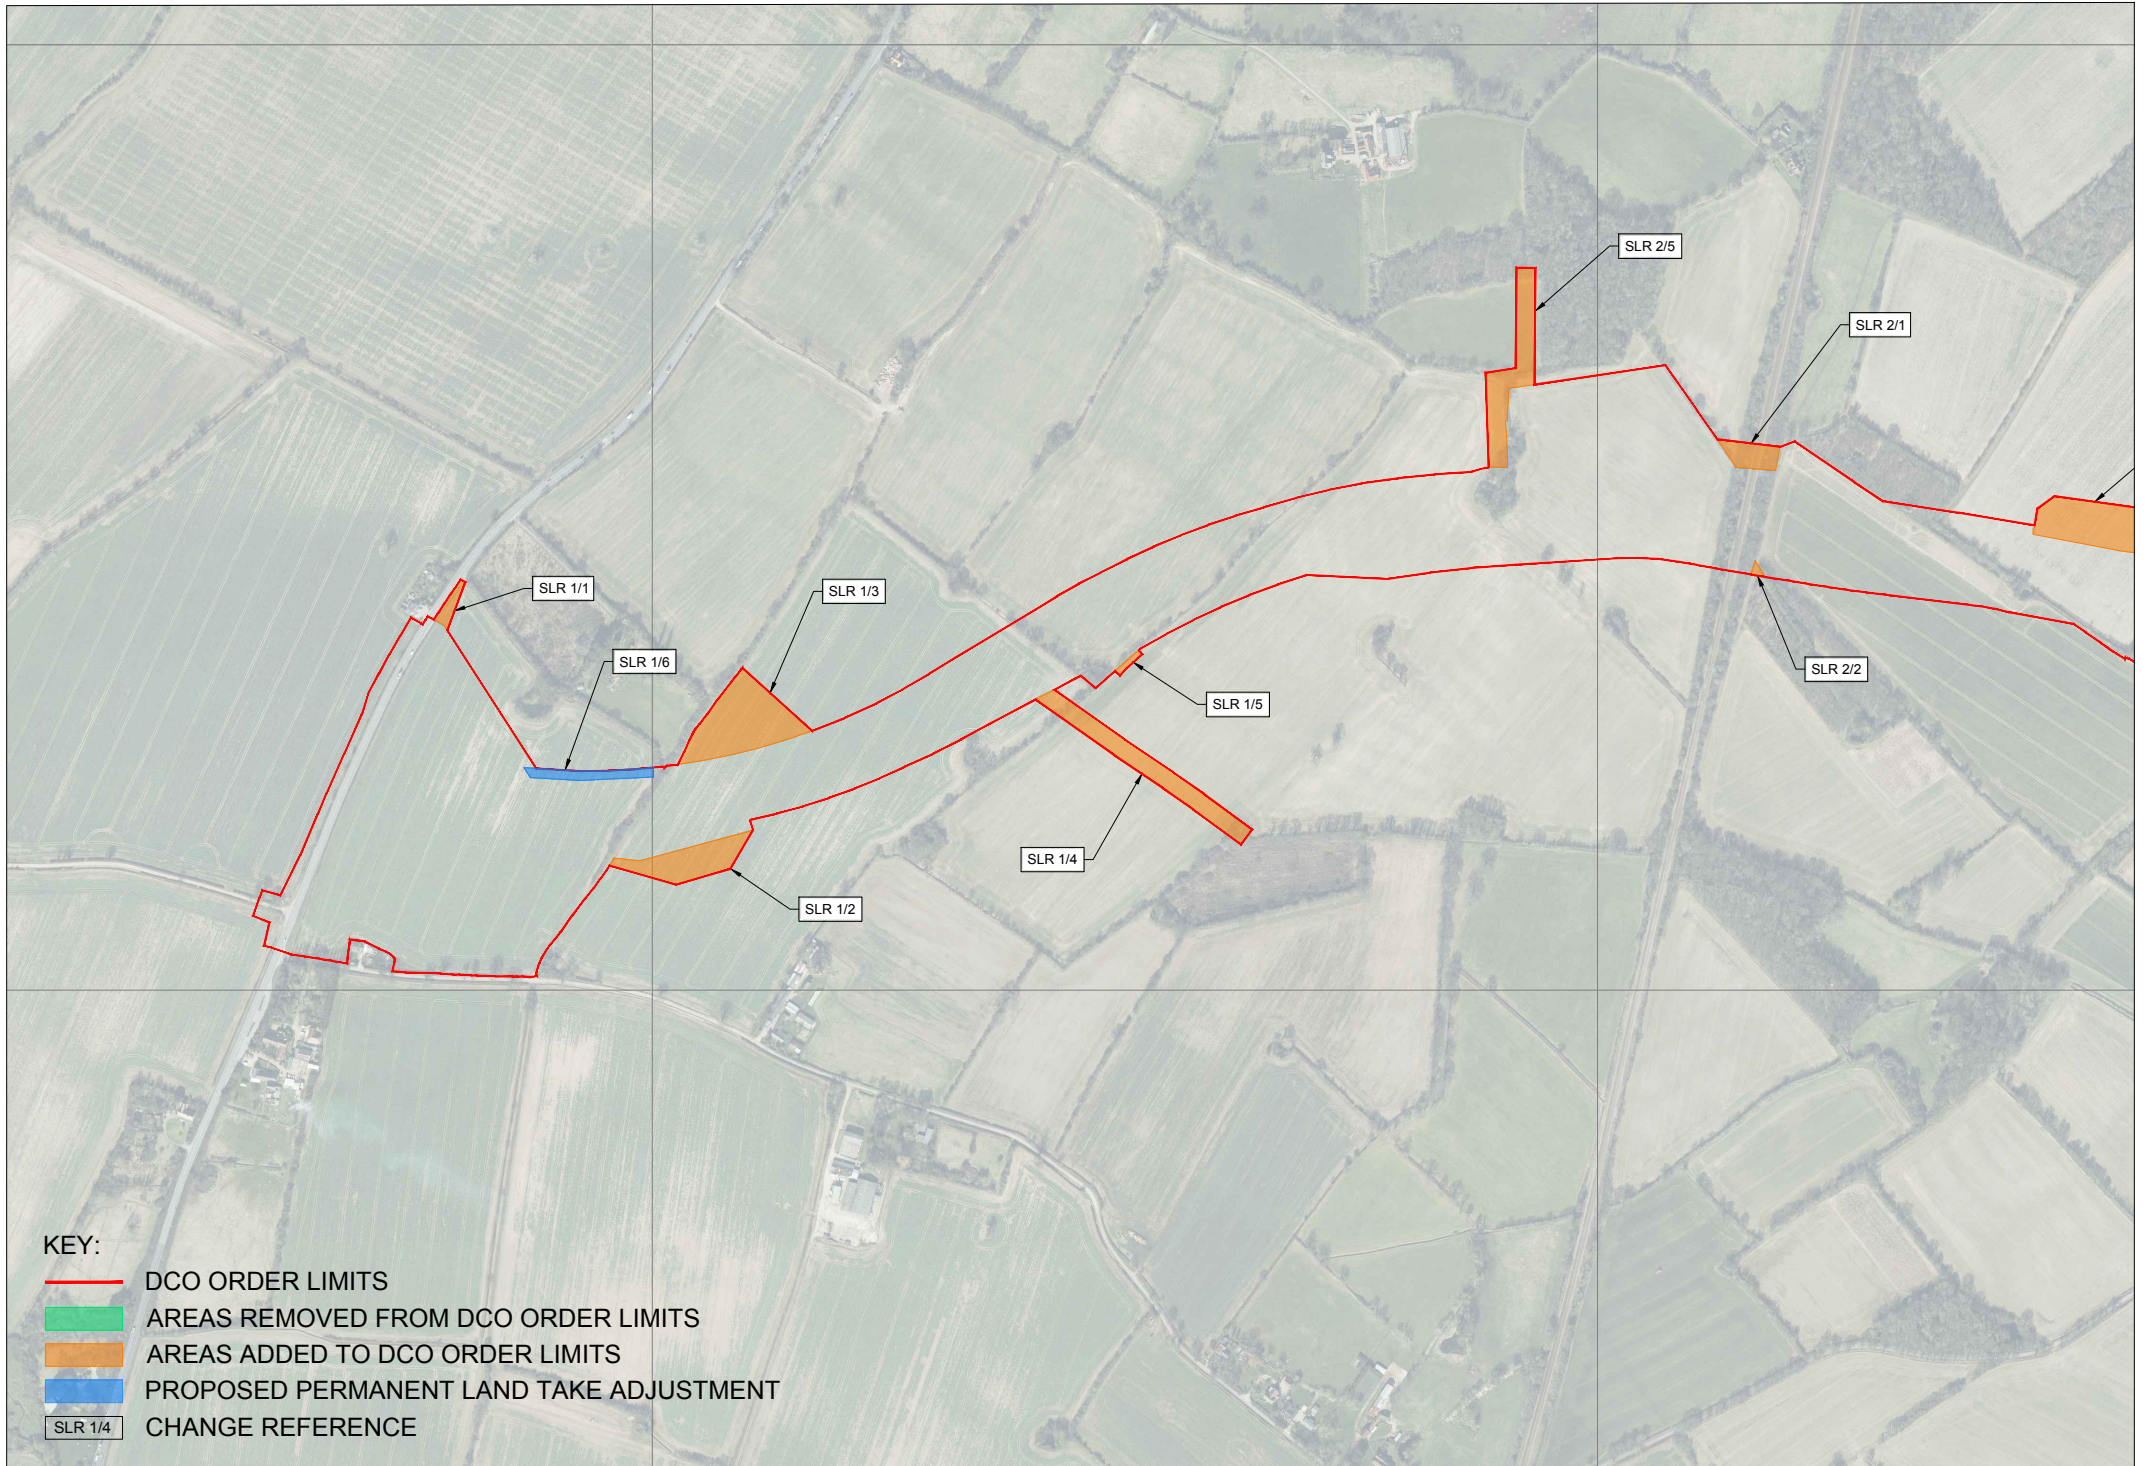 SLR 2/5
SLR 2/1
SLR 1/1
SLR 1/3
SLR 1/6
SLR 2/2
SLR 1/5
SLR 1/4
SLR 1/2
KEY:
DCO ORDER LIMITS
AREAS REMOVED FROM DCO ORDER LIMITS
AREAS ADDED TO DCO ORDER LIMITS
PROPOSED PERMANENT LAND TAKE ADJUSTMENT
SLR 1/4 CHANGE REFERENCE